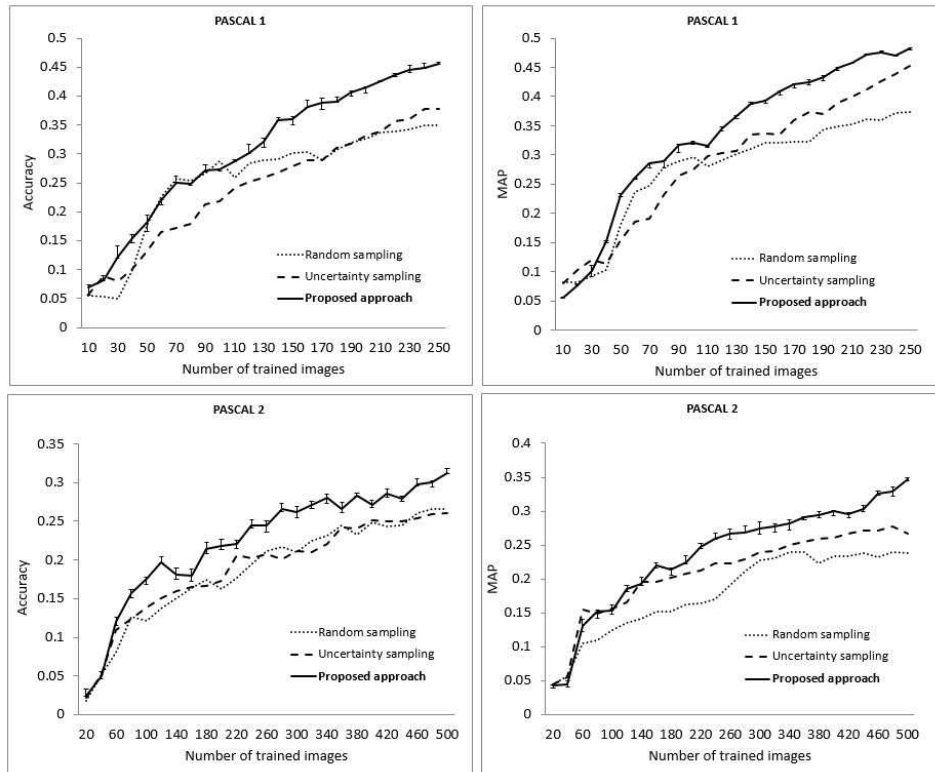 PASCAL 1
Accuracy
0.5
0.45
0.4
0.35
0.3
0.25
0.2
0.15
0.1
0.05
0
Random sampling
Uncertainty sampling
Proposed approach
10 30 50 70 90 110 130 150 170 190 210 230 250
Number of trained images
PASCAL 1
MAP
0.5
0.45
0.4
0.35
0.3
0.25
0.2
0.15
0.1
0.05
0
Random sampling
Uncertainty sampling
Proposed approach
10 30 50 70 90 110 130 150 170 190 210 230 250
Number of trained images
PASCAL 2
Accuracy
0.35
0.3
0.25
0.2
0.15
0.1
0.05
0
Random sampling
Uncertainty sampling
Proposed approach
20 60 100 140 180 220 260 300 340 380 420 460 500
Number of trained images
PASCAL 2
MAP
0.4
0.35
0.3
0.25
0.2
0.15
0.1
0.05
0
Random sampling
Uncertainty sampling
Proposed approach
20 60 100 140 180 220 260 300 340 380 420 460 500
Number of trained images